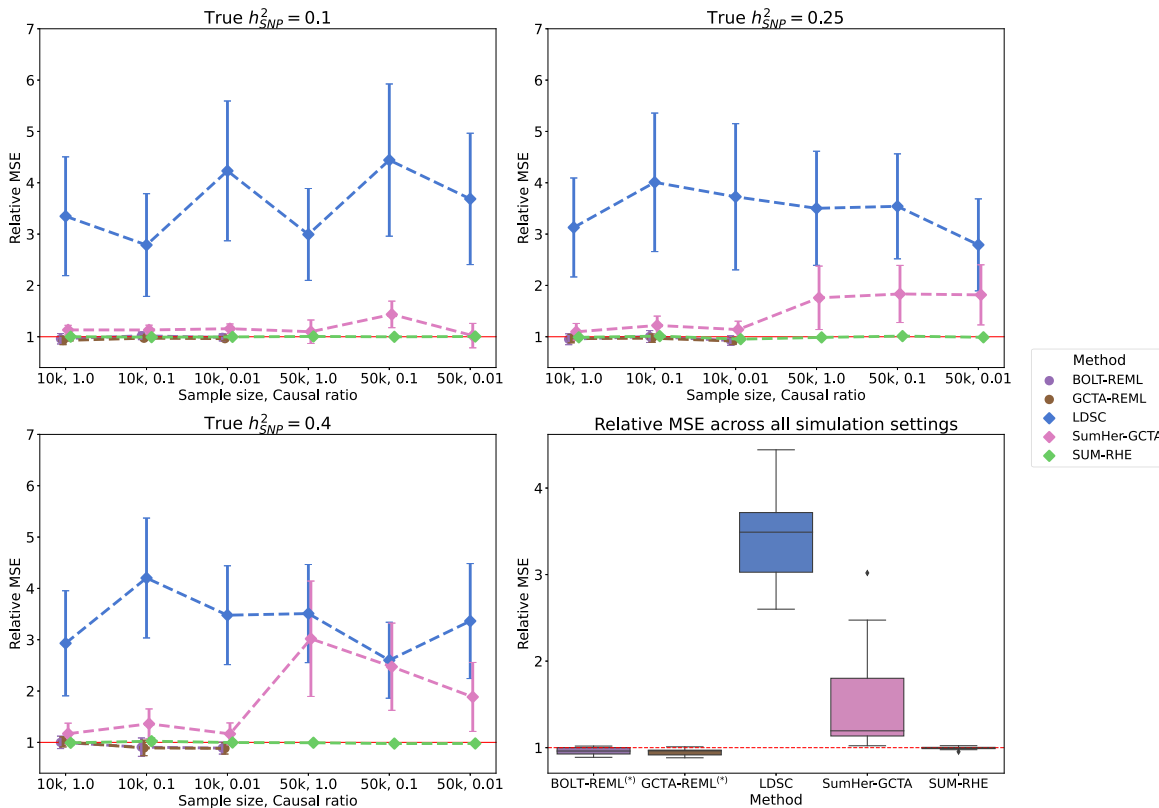 True h²_SNP = 0.1
7
6
5
4
3
2
1
Relative MSE
10k, 1.0
10k, 0.1
10k, 0.01
50k, 1.0
50k, 0.1
50k, 0.01
Sample size, Causal ratio
True h²_SNP = 0.25
7
6
5
4
3
2
1
Relative MSE
10k, 1.0
10k, 0.1
10k, 0.01
50k, 1.0
50k, 0.1
50k, 0.01
Sample size, Causal ratio
Method
BOLT-REML
GCTA-REML
LDSC
SumHer-GCTA
SUM-RHE
True h²_SNP = 0.4
7
6
5
4
3
2
1
Relative MSE
10k, 1.0
10k, 0.1
10k, 0.01
50k, 1.0
50k, 0.1
50k, 0.01
Sample size, Causal ratio
Relative MSE across all simulation settings
4
3
2
1
Relative MSE
BOLT-REML(*)
GCTA-REML(*)
LDSC
SumHer-GCTA
SUM-RHE
Method